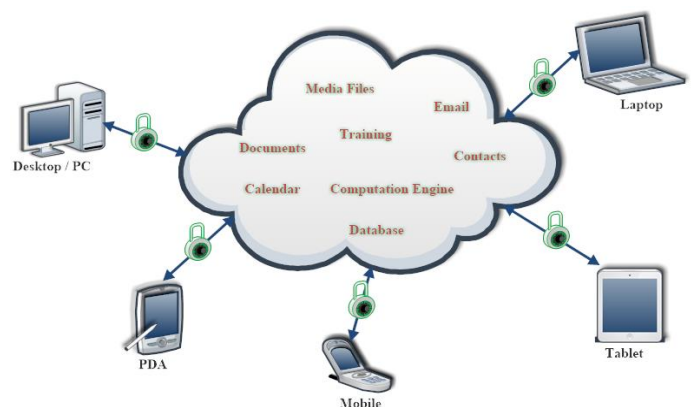 Media Files
Email
Laptop
Training
Documents
Contacts
Desktop / PC
Calendar
Computation Engine
Database
PDA
Tablet
Mobile